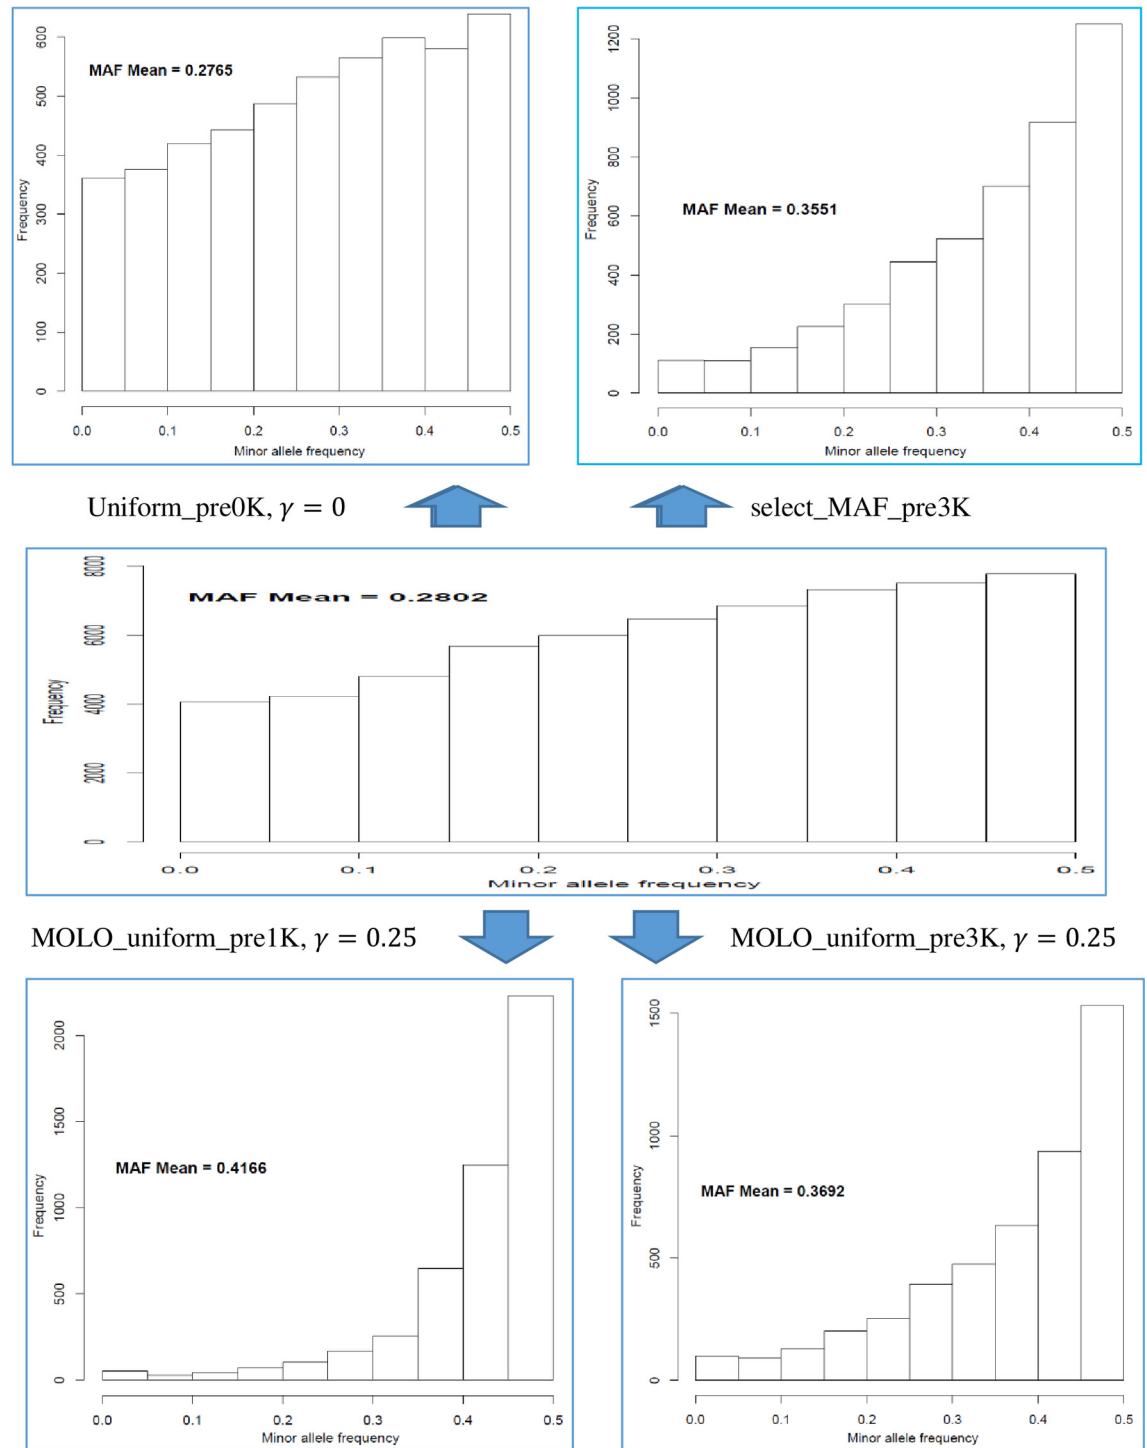 600
500
400
300
200
100
0
Frequency
MAF Mean = 0.2765
0.0 0.1 0.2 0.3 0.4 0.5
Minor allele frequency
1200
1000
800
600
400
200
0
Frequency
MAF Mean = 0.3551
0.0 0.1 0.2 0.3 0.4 0.5
Minor allele frequency
Uniform_pre0K, γ = 0
select_MAF_pre3K
8000
6000
4000
2000
0
Frequency
MAF Mean = 0.2802
0.0 0.1 0.2 0.3 0.4 0.5
Minor allele frequency
MOLO_uniform_pre1K, γ = 0.25
MOLO_uniform_pre3K, γ = 0.25
2000
1500
1000
500
0
Frequency
MAF Mean = 0.4166
0.0 0.1 0.2 0.3 0.4 0.5
Minor allele frequency
1500
1000
500
0
Frequency
MAF Mean = 0.3692
0.0 0.1 0.2 0.3 0.4 0.5
Minor allele frequency